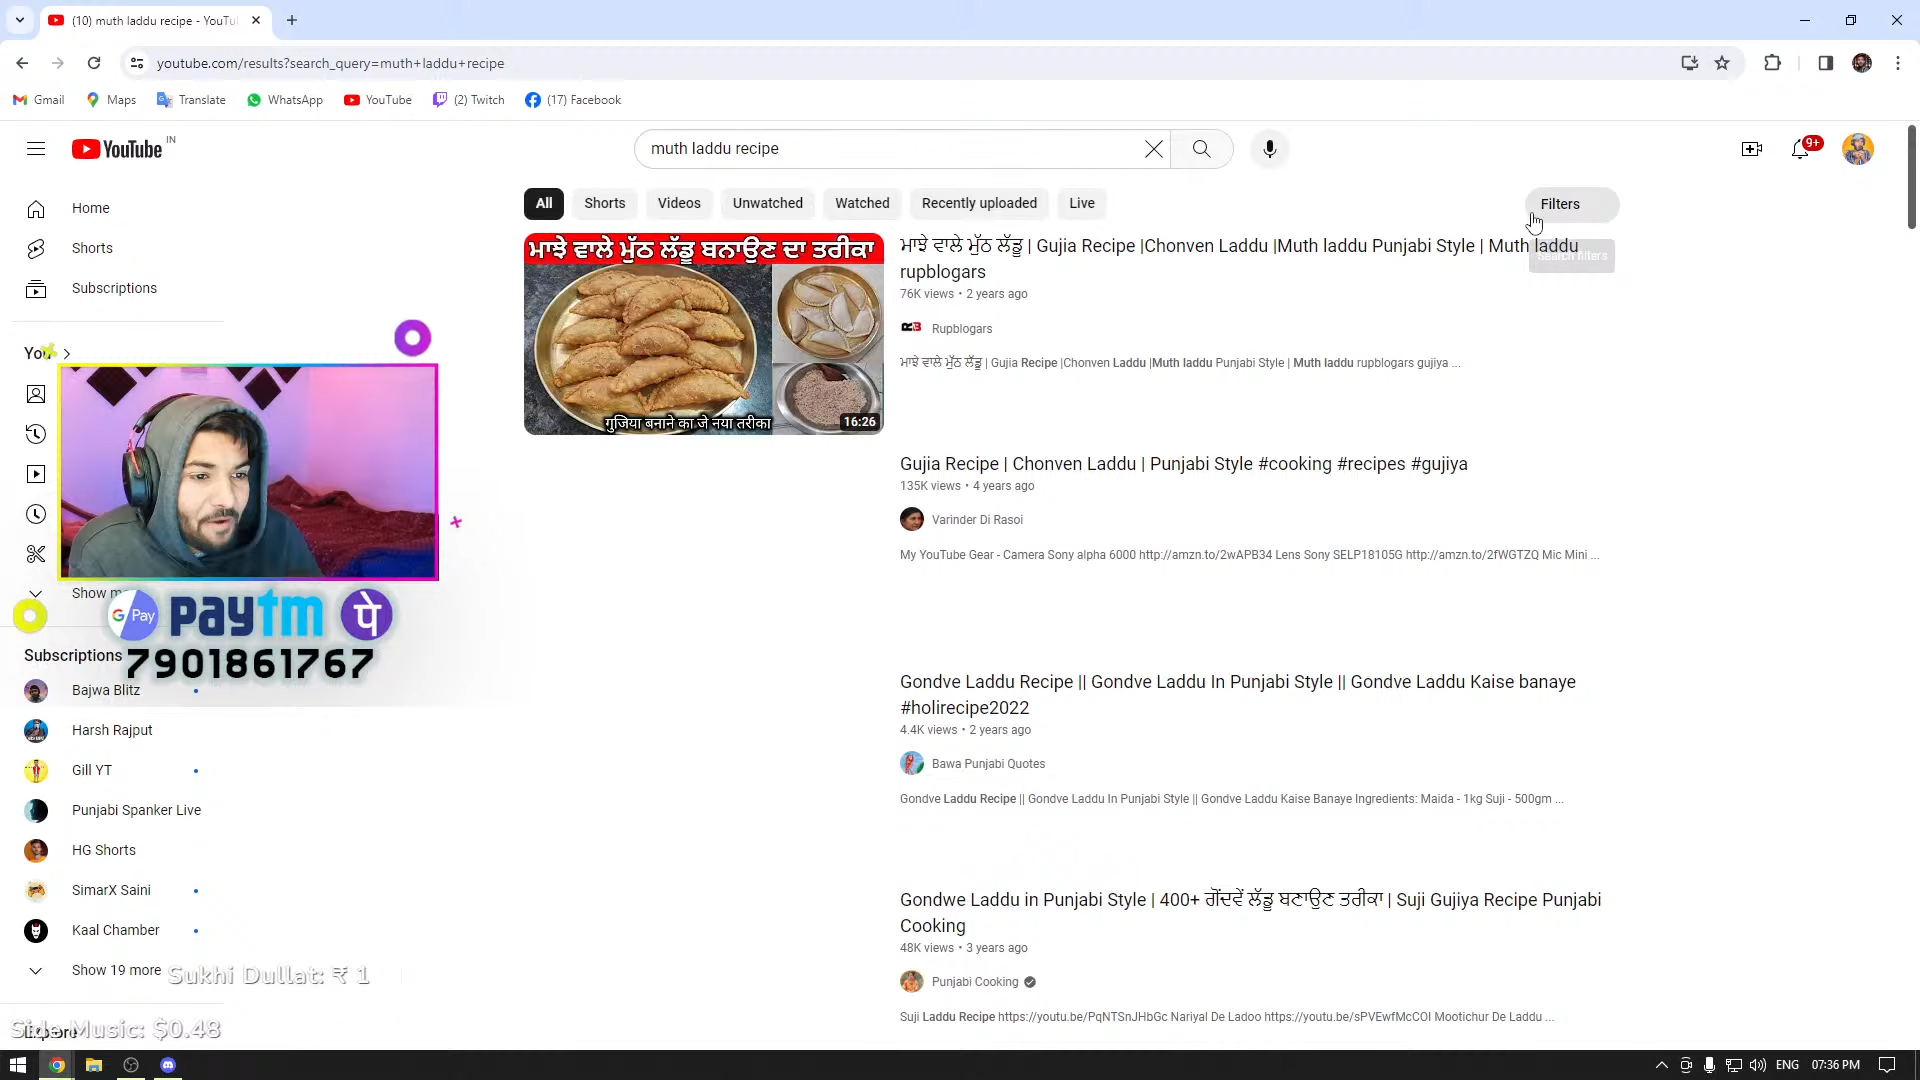 (10) muth laddu recipe - YouTu
youtube.com/results?search_query=muth+laddu+recipe
Gmail
Maps
Translate
WhatsApp
YouTube
(2) Twitch
(17) Facebook
YouTube IN
muth laddu recipe
9+
Home
Shorts
Subscriptions
You
Show m
Subscriptions
Bajwa Blitz
Harsh Rajput
Gill YT
Punjabi Spanker Live
HG Shorts
SimarX Saini
Kaal Chamber
Show 19 more
Explore
G Pay paytm पे
7901861767
Sukhi Dullat: ₹ 1
Side Music: $0.48
All
Shorts
Videos
Unwatched
Watched
Recently uploaded
Live
Filters
Search filters
ਮਾਝੇ ਵਾਲੇ ਮੁੱਠ ਲੱਡੂ ਬਨਾਉਣ ਦਾ ਤਰੀਕਾ
गुजिया बनाने का जे नया तरीका
16:26
ਮਾਝੇ ਵਾਲੇ ਮੁੱਠ ਲੱਡੂ | Gujia Recipe |Chonven Laddu |Muth laddu Punjabi Style | Muth laddu
rupblogars
76K views • 2 years ago
Rupblogars
ਮਾਝੇ ਵਾਲੇ ਮੁੱਠ ਲੱਡੂ | Gujia Recipe |Chonven Laddu |Muth laddu Punjabi Style | Muth laddu rupblogars gujiya ...
Gujia Recipe | Chonven Laddu | Punjabi Style #cooking #recipes #gujiya
135K views • 4 years ago
Varinder Di Rasoi
My YouTube Gear - Camera Sony alpha 6000 http://amzn.to/2wAPB34 Lens Sony SELP18105G http://amzn.to/2fWGTZQ Mic Mini ...
Gondve Laddu Recipe || Gondve Laddu In Punjabi Style || Gondve Laddu Kaise banaye
#holirecipe2022
4.4K views • 2 years ago
Bawa Punjabi Quotes
Gondve Laddu Recipe || Gondve Laddu In Punjabi Style || Gondve Laddu Kaise Banaye Ingredients: Maida - 1kg Suji - 500gm ...
Gondwe Laddu in Punjabi Style | 400+ ਗੋਂਦਵੇਂ ਲੱਡੂ ਬਣਾਉਣ ਤਰੀਕਾ | Suji Gujiya Recipe Punjabi
Cooking
48K views • 3 years ago
Punjabi Cooking
Suji Laddu Recipe https://youtu.be/PqNTSnJHbGc Nariyal De Ladoo https://youtu.be/sPVEwfMcCOI Mootichur De Laddu ...
ENG
07:36 PM